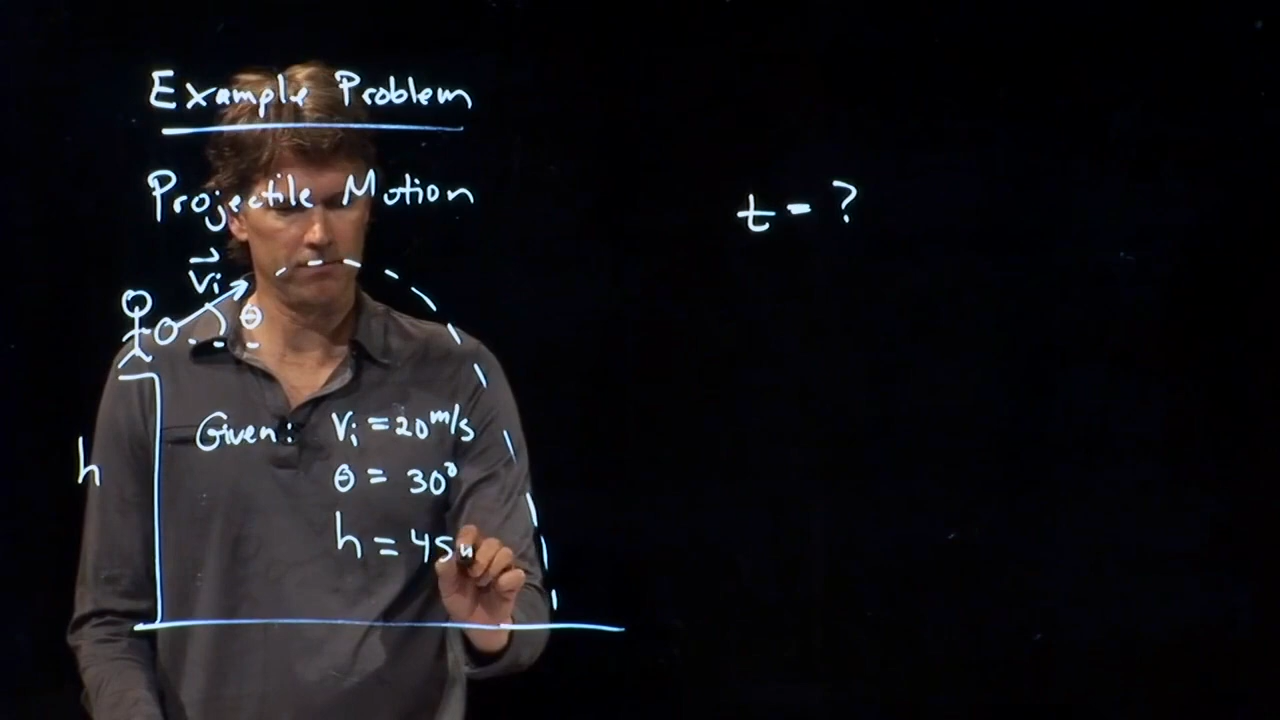 Example Problem
Projectile Motion
t = ?
v⃗ᵢ
θ
h
Given: vᵢ = 20 m/s
θ = 30°
h = 45m